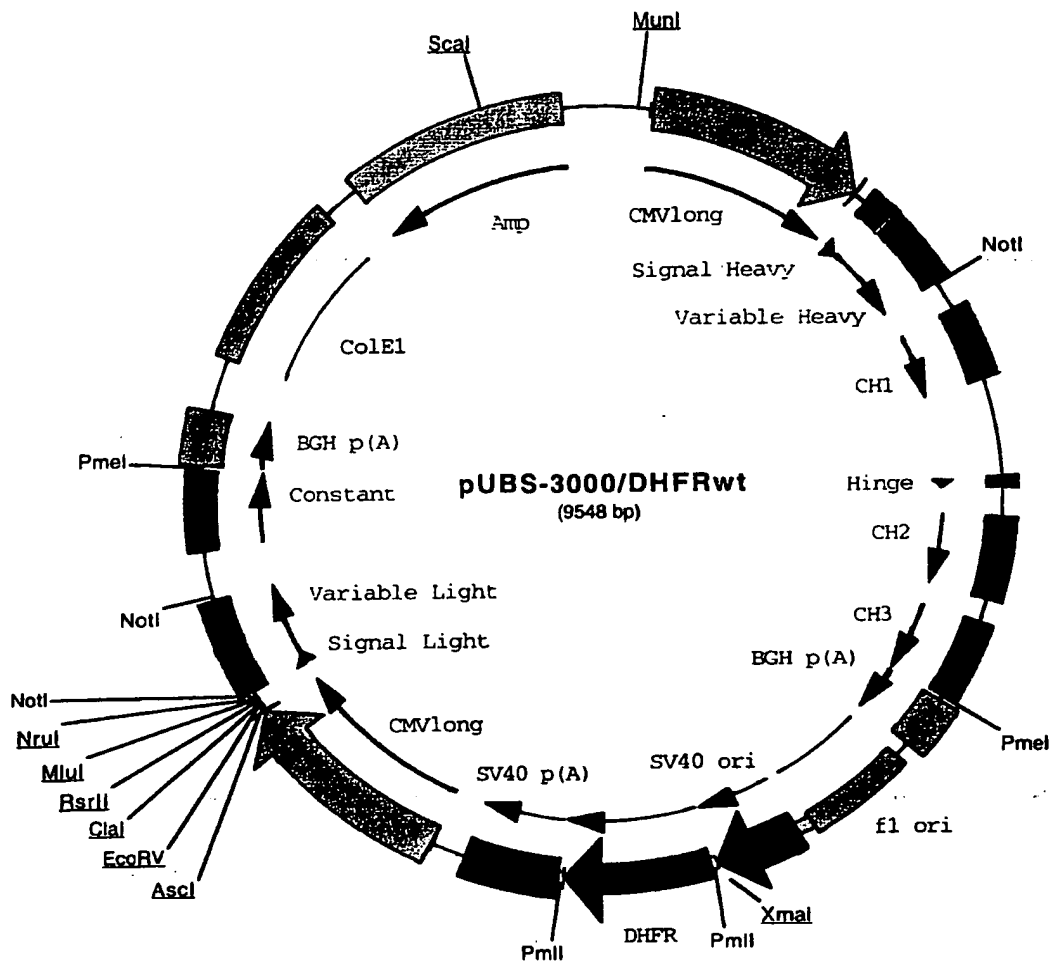 MunI
ScaI
CMVlong
Amp
NotI
Signal Heavy
Variable Heavy
ColE1
CH1
BGH p(A)
PmeI
pUBS-3000/DHFRwt
Hinge
Constant
(9548 bp)
CH2
Variable Light
NotI
CH3
Signal Light
BGH p(A)
NotI
CMVlong
PmeI
NruI
SV40 ori
MluI
SV40 p(A)
RsrII
ClaI
f1 ori
EcoRV
AscI
XmaI
DHFR
PmlI
PmlI